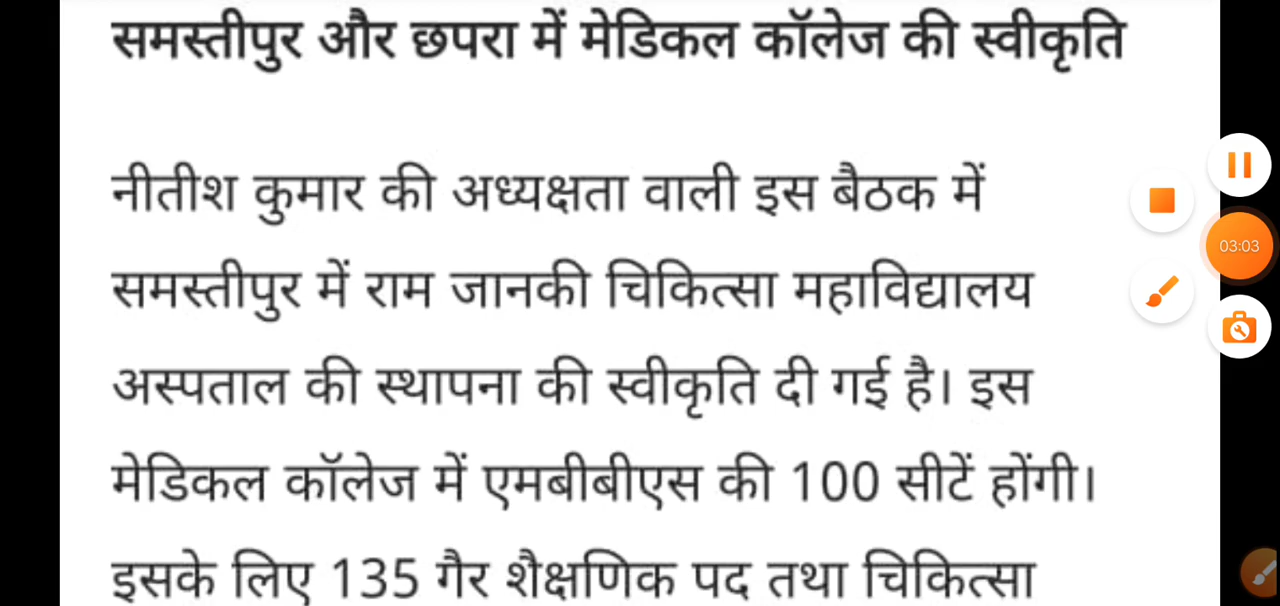 समस्तीपुर और छपरा में मेडिकल कॉलेज की स्वीकृति
नीतीश कुमार की अध्यक्षता वाली इस बैठक में
समस्तीपुर में राम जानकी चिकित्सा महाविद्यालय
अस्पताल की स्थापना की स्वीकृति दी गई है। इस
मेडिकल कॉलेज में एमबीबीएस की 100 सीटें होंगी।
इसके लिए 135 गैर शैक्षणिक पद तथा चिकित्सा
03:03